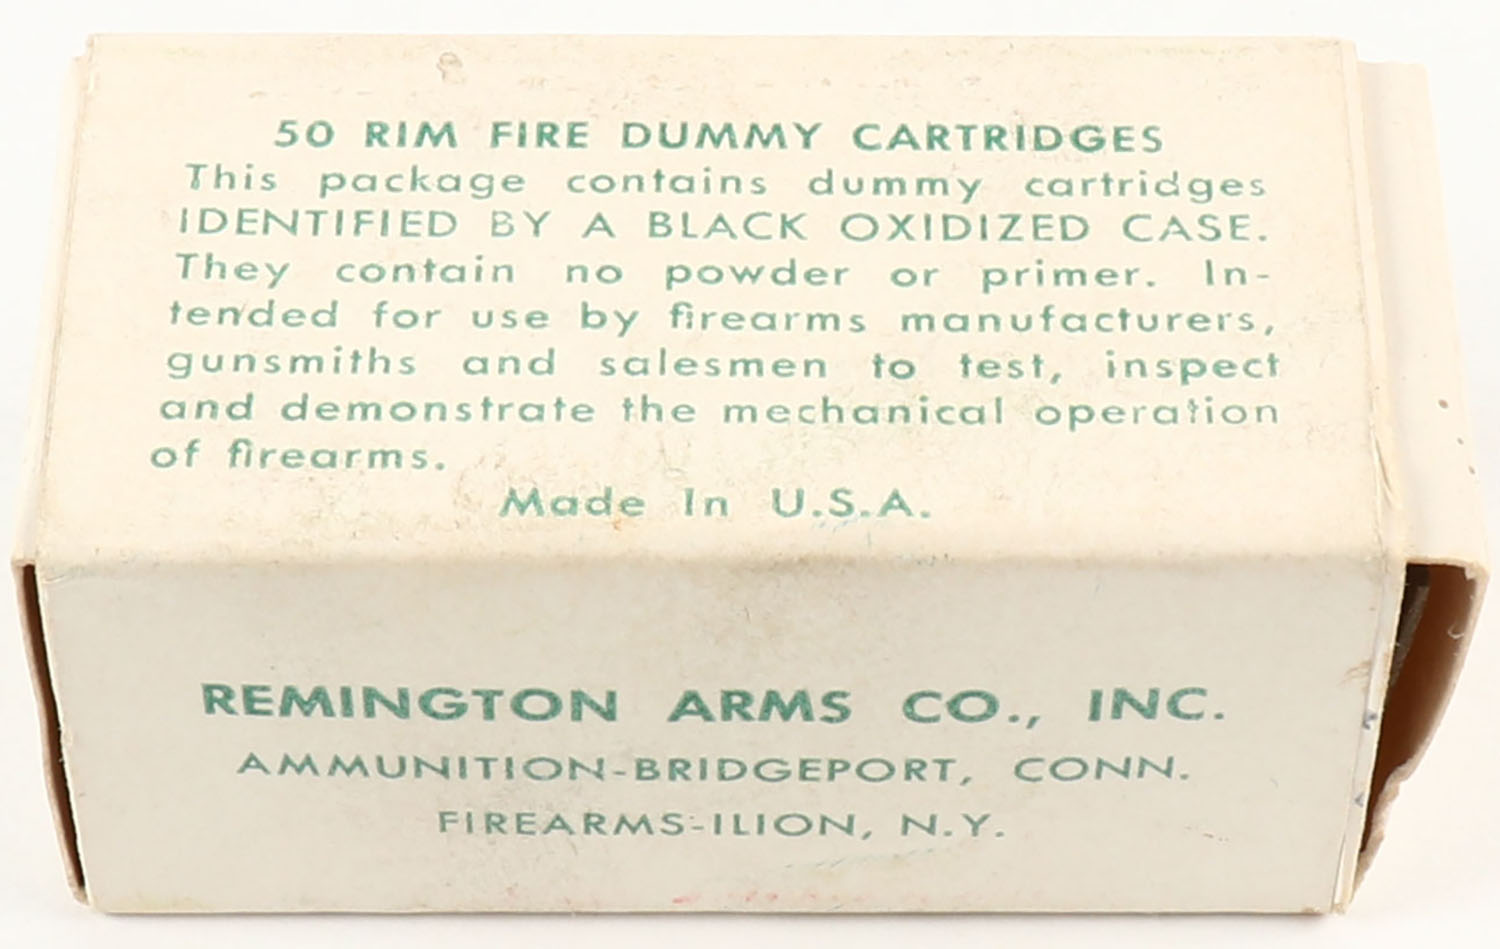 50 RIM FIRE DUMMY CARTRIDGES
This package contains dummy cartridges
IDENTIFIED BY A BLACK OXIDIZED CASE.
They contain no powder or primer. In-
tended for use by firearms manufacturers,
gunsmiths and salesmen to test, inspect
and demonstrate the mechanical operation
of firearms.
Made In U.S.A.
REMINGTON ARMS CO., INC.
AMMUNITION-BRIDGEPORT, CONN.
FIREARMS-ILION, N.Y.